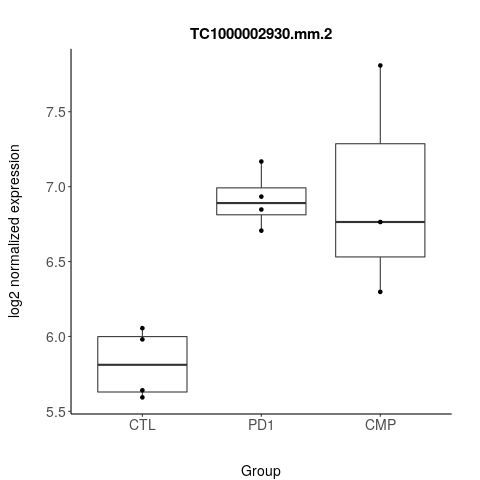 TC1000002930.mm.2
log2 normalized expression
7.5
7.0
6.5
6.0
5.5
CTL PD1 CMP
Group